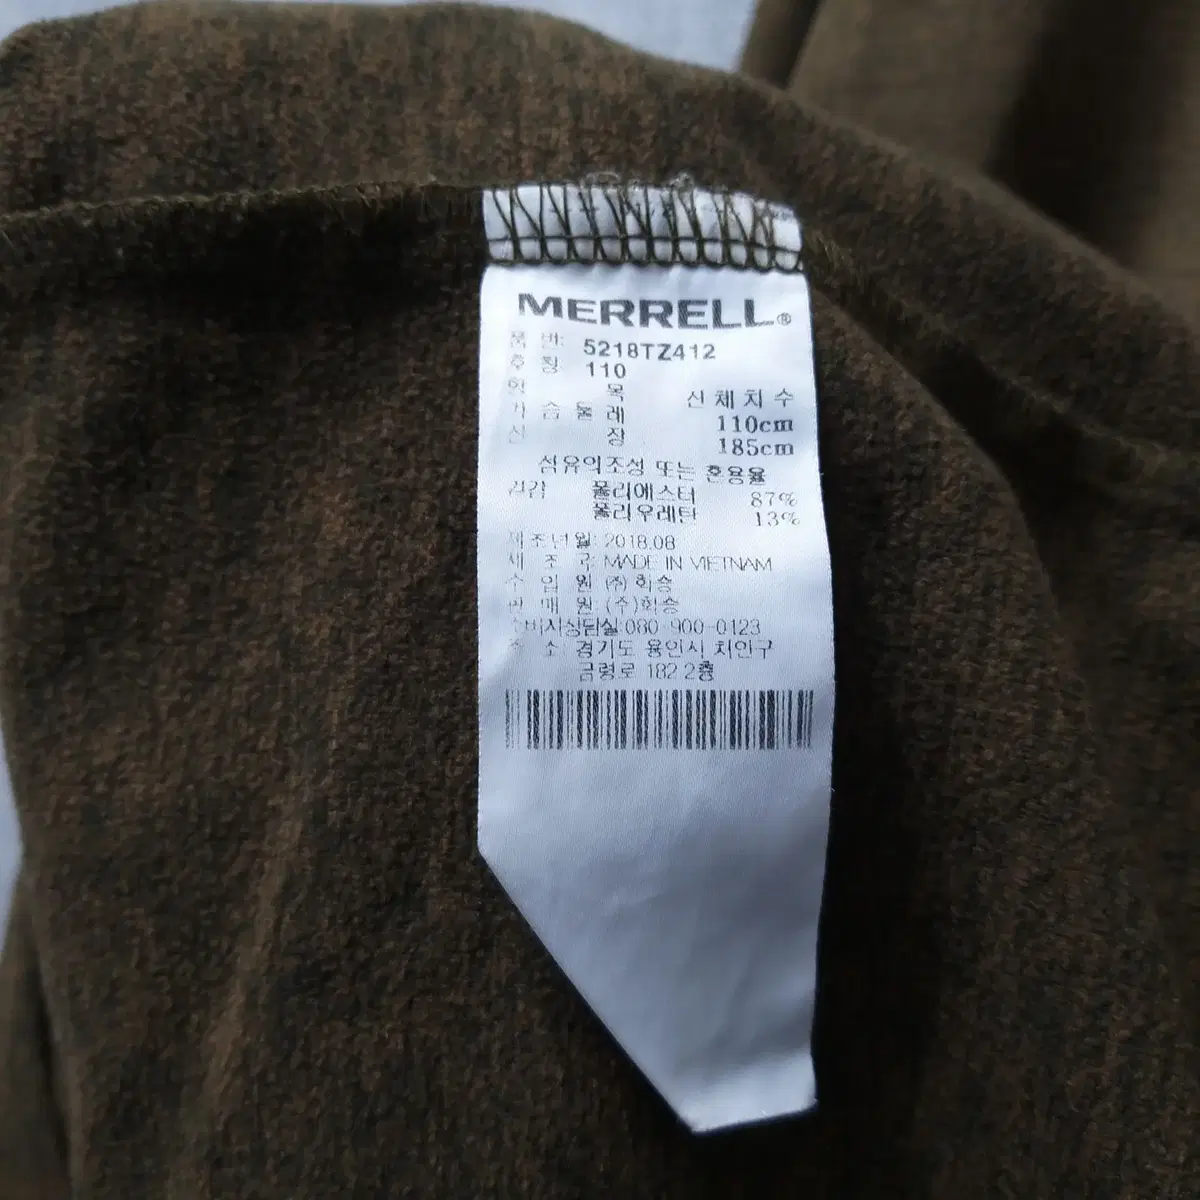 MERRELL®
품 번: 5218TZ412
호 칭 110
항 목 신체치수
가 슴 둘 레 110cm
신 장 185cm
섬유의조성 또는 혼용율
겉감 폴리에스터 87%
폴리우레탄 13%
제조년월: 2018.08
제 조 국: MADE IN VIETNAM
수 입 원 (주) 화승
판 매 원: (주)화승
소비자상담실:080-900-0123
주 소: 경기도 용인시 처인구
금령로 182 2층